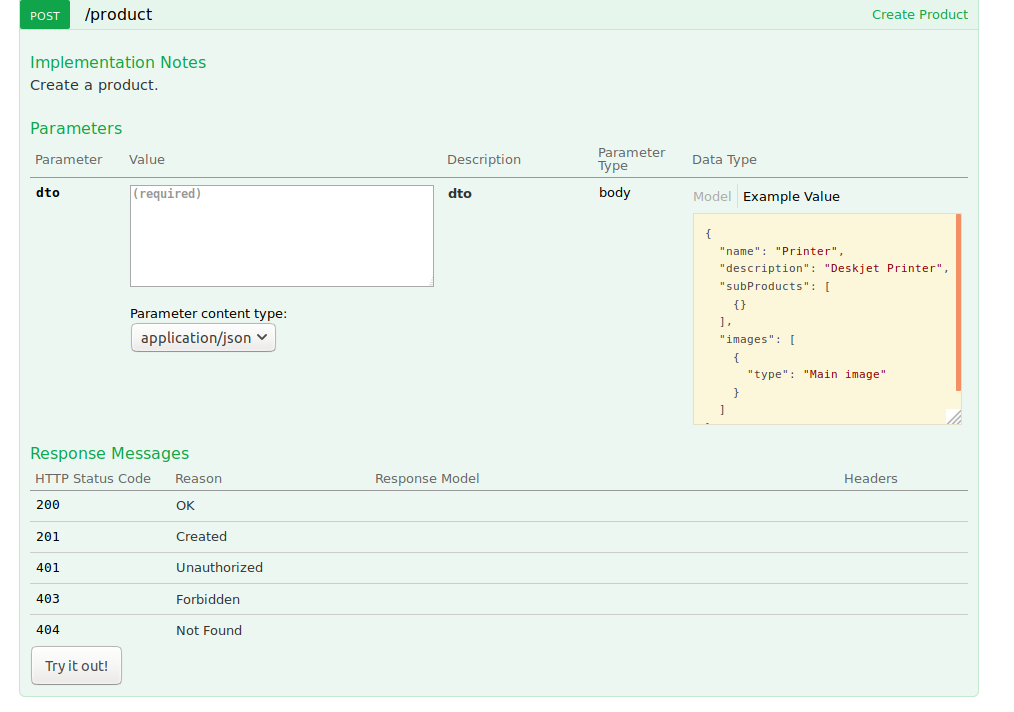 POST /product Create Product
Implementation Notes
Create a product.
Parameters
Parameter Value Description Parameter Type Data Type
dto (required) dto body Model Example Value
{
  "name": "Printer",
  "description": "Deskjet Printer",
  "subProducts": [
    {}
  ],
  "images": [
    {
      "type": "Main image"
    }
  ]
Parameter content type:
application/json
Response Messages
HTTP Status Code Reason Response Model Headers
200 OK
201 Created
401 Unauthorized
403 Forbidden
404 Not Found
Try it out!